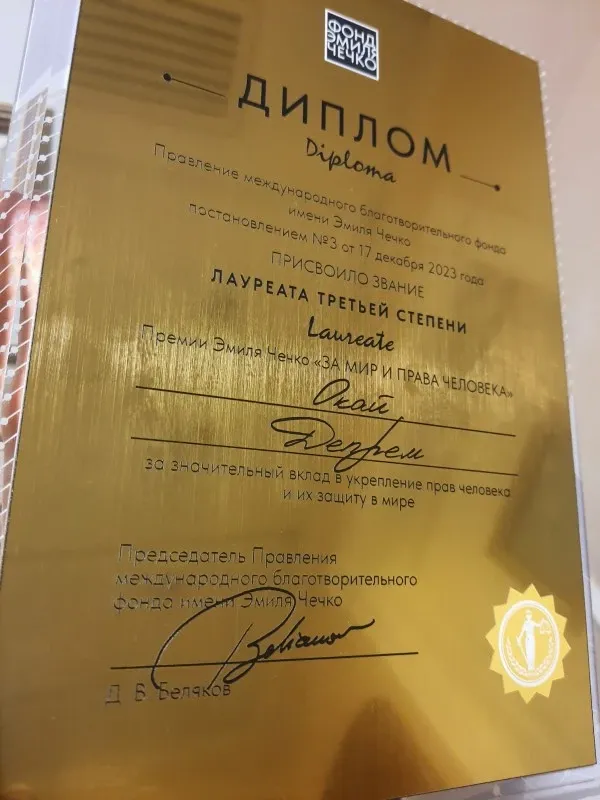 ФОНД
ЭМИЛЯ
ЧЕЧКО
ДИПЛОМ
Diploma
Правление международного благотворительного фонда
имени Эмиля Чечко
постановлением №3 от 17 декабря 2023 года
ПРИСВОИЛО ЗВАНИЕ
ЛАУРЕАТА ТРЕТЬЕЙ СТЕПЕНИ
Laureate
Премии Эмиля Чечко «ЗА МИР И ПРАВА ЧЕЛОВЕКА»
Окай
Депрем
за значительный вклад в укрепление прав человека
и их защиту в мире
Председатель Правления
международного благотворительного
фонда имени Эмиля Чечко
Д. В. Беляков